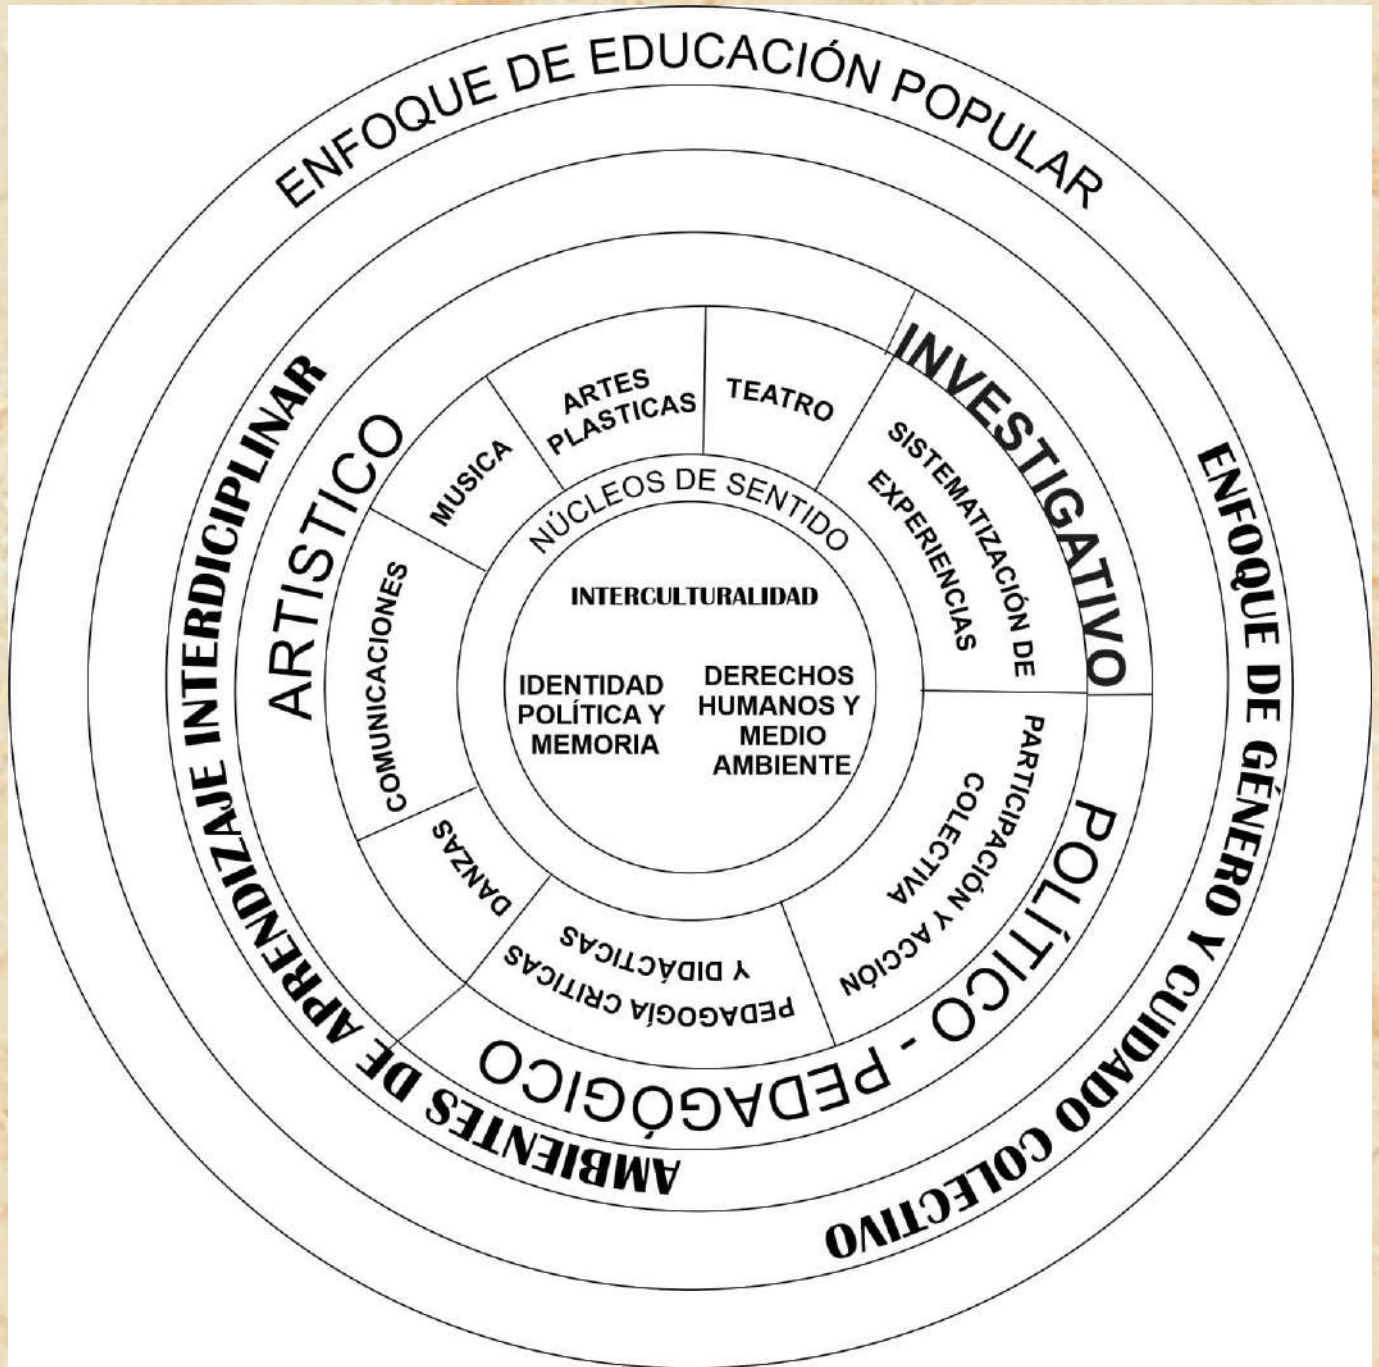 ENFOQUE DE EDUCACIÓN POPULAR
ENFOQUE DE GÉNERO Y CUIDADO COLECTIVO
AMBIENTES DE APRENDIZAJE INTERDICIPLINAR
ARTISTICO
INVESTIGATIVO
POLÍTICO - PEDAGÓGICO
MUSICA
ARTES
PLASTICAS
TEATRO
SISTEMATIZACIÓN DE
EXPERIENCIAS
PARTICIPACIÓN Y ACCIÓN
COLECTIVA
PEDAGOGÍA CRITICAS
Y DIDÁCTICAS
DANZAS
COMUNICACIONES
NÚCLEOS DE SENTIDO
INTERCULTURALIDAD
IDENTIDAD
POLÍTICA Y
MEMORIA
DERECHOS
HUMANOS Y
MEDIO
AMBIENTE